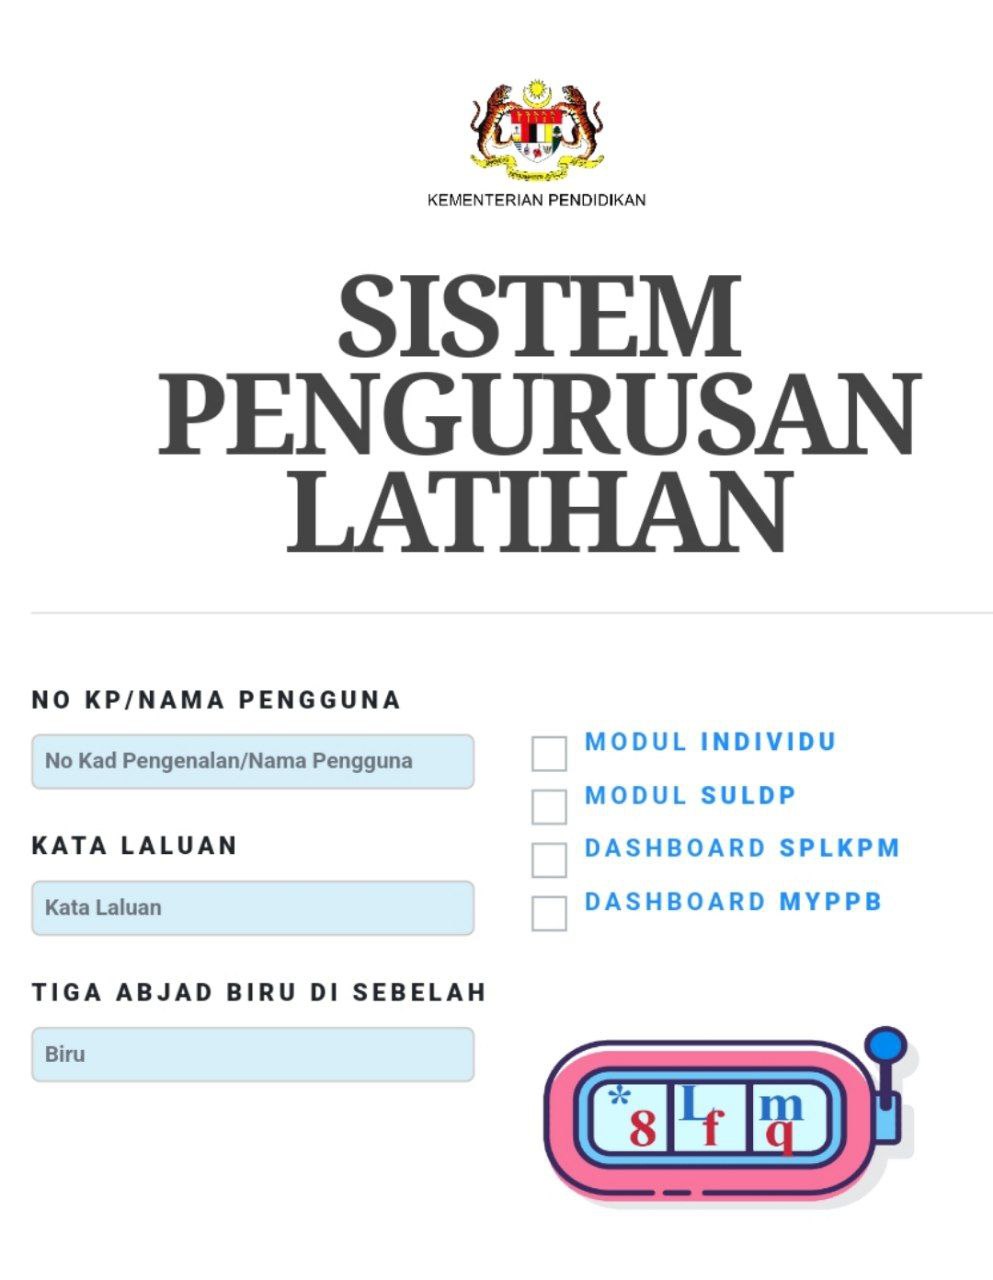 KEMENTERIAN PENDIDIKAN
SISTEM
PENGURUSAN
LATIHAN
NO KP/NAMA PENGGUNA
No Kad Pengenalan/Nama Pengguna
KATA LALUAN
Kata Laluan
TIGA ABJAD BIRU DI SEBELAH
Biru
MODUL INDIVIDU
MODUL SULDP
DASHBOARD SPLKPM
DASHBOARD MYPPB
* L m
8 f q